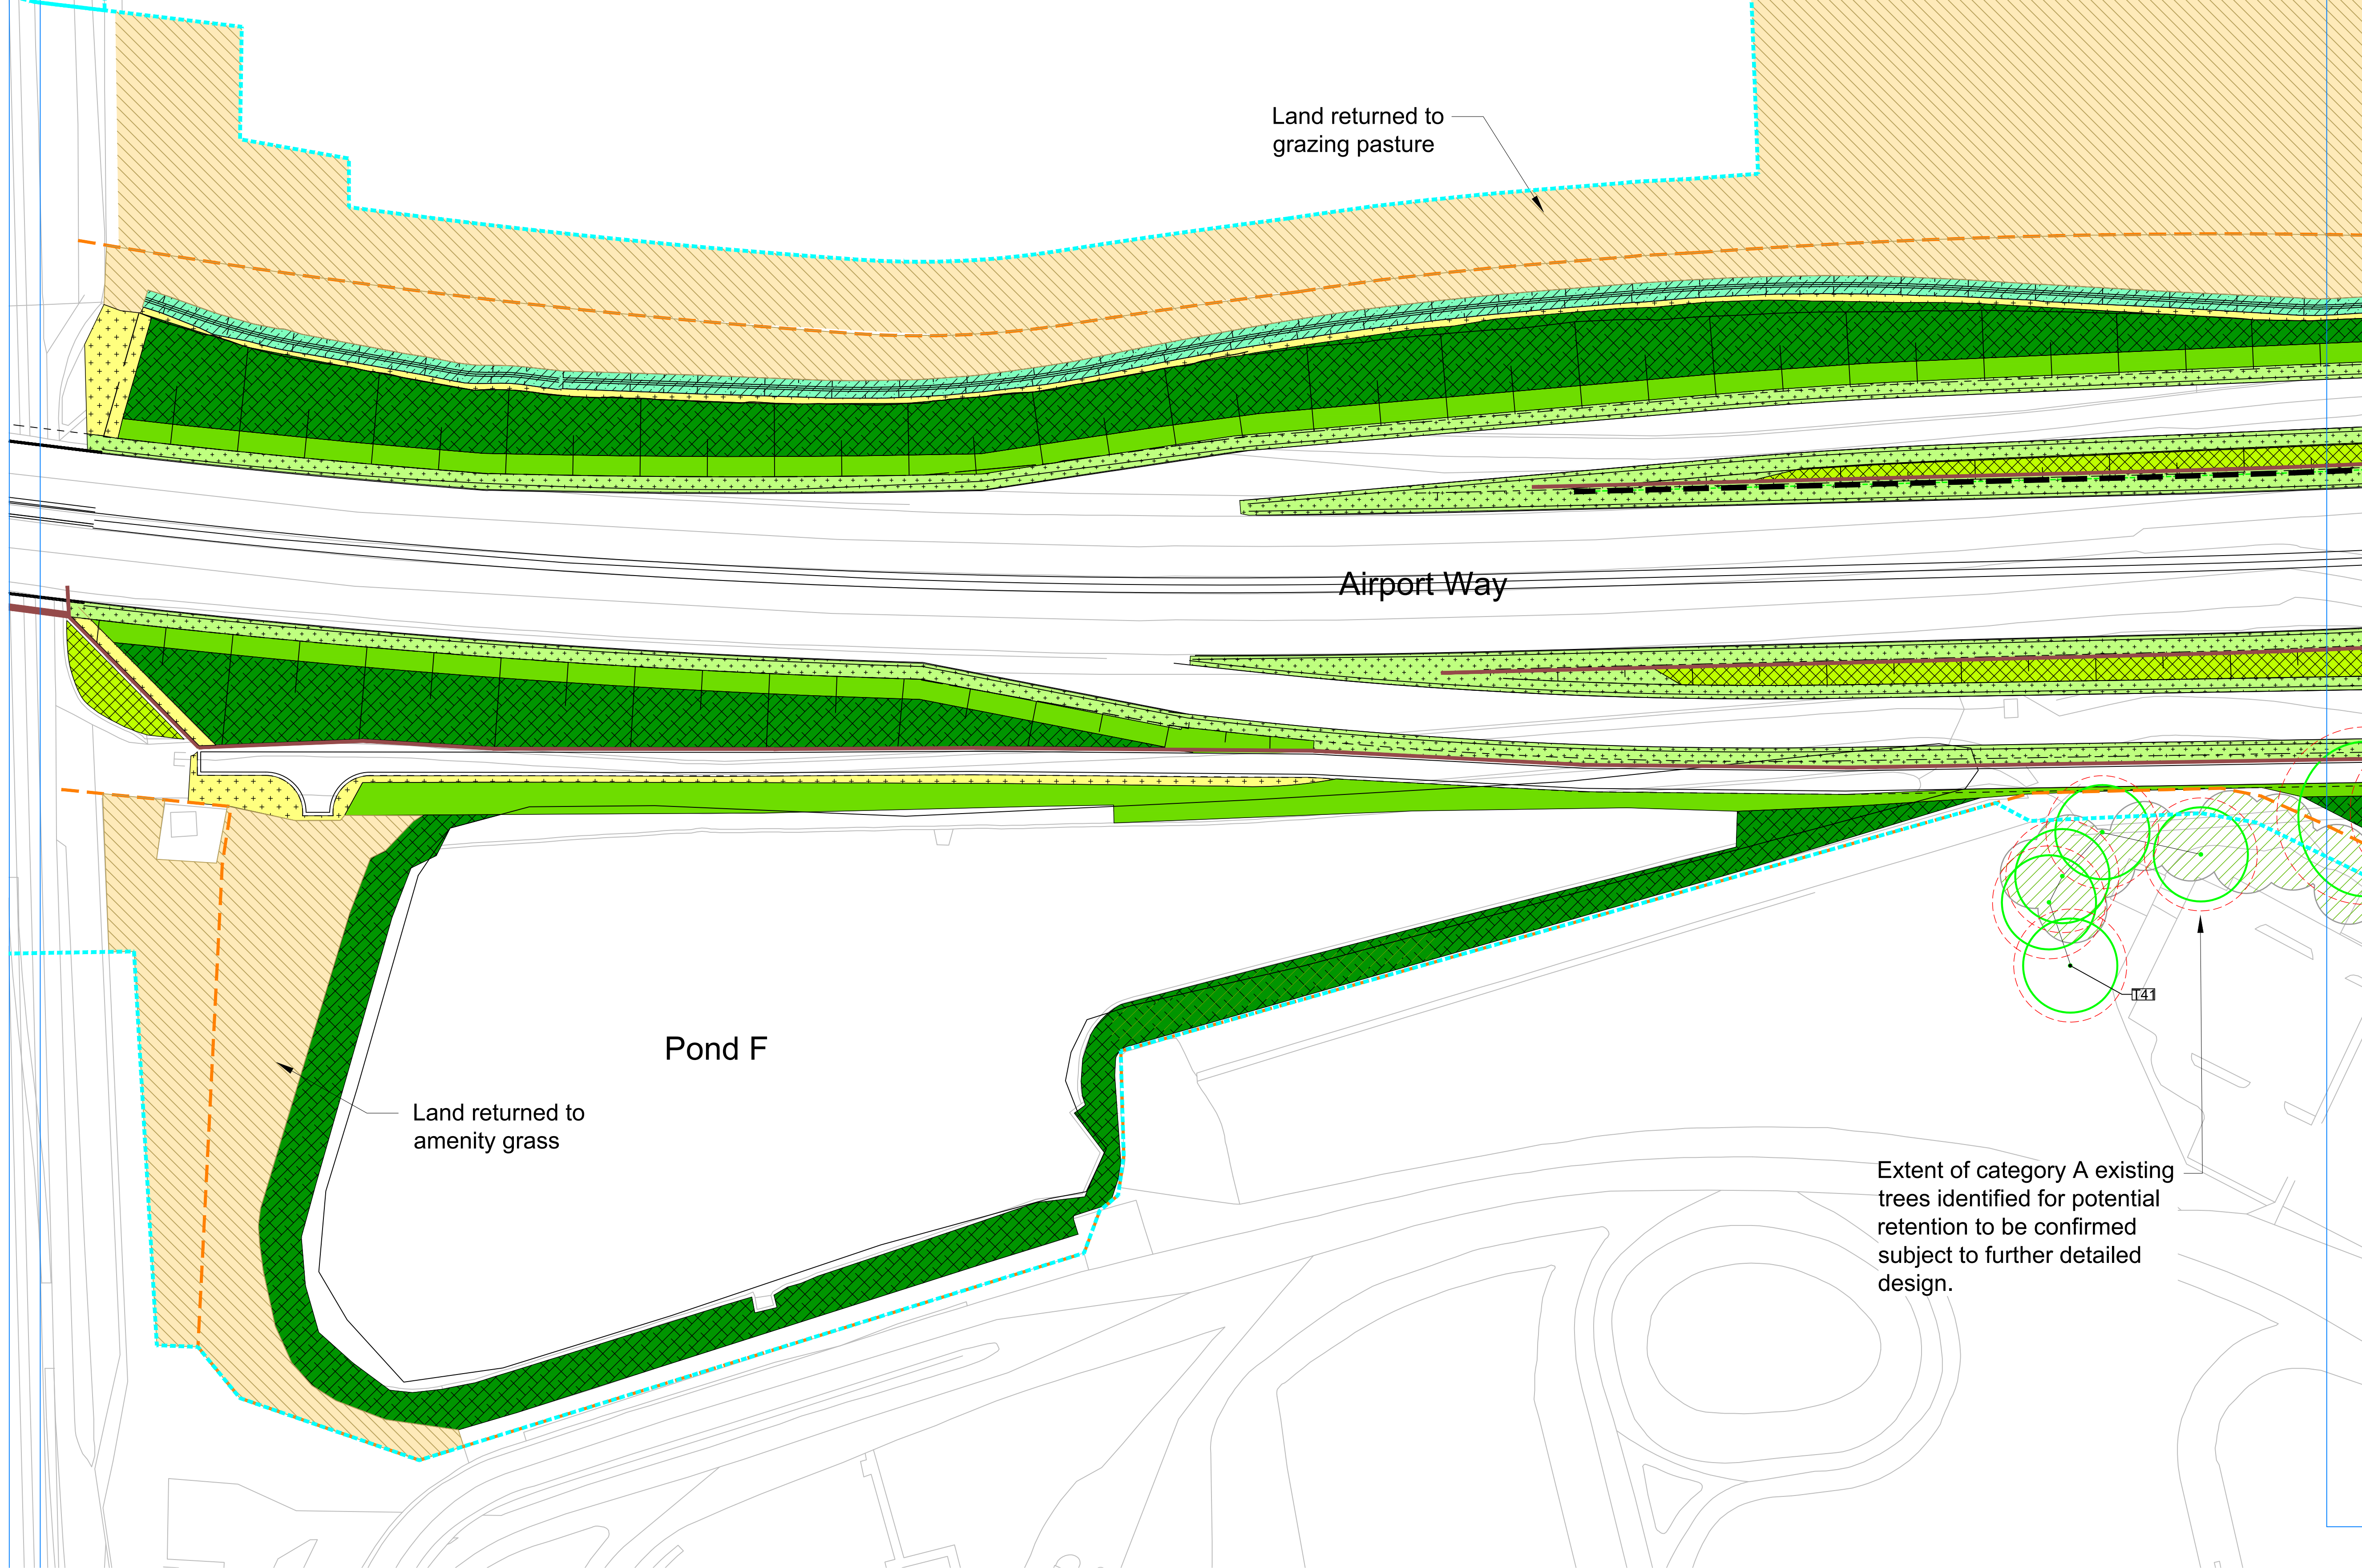 Land returned to
grazing pasture
Airport Way
Pond F
Land returned to
amenity grass
T41
Extent of category A existing
trees identified for potential
retention to be confirmed
subject to further detailed
design.